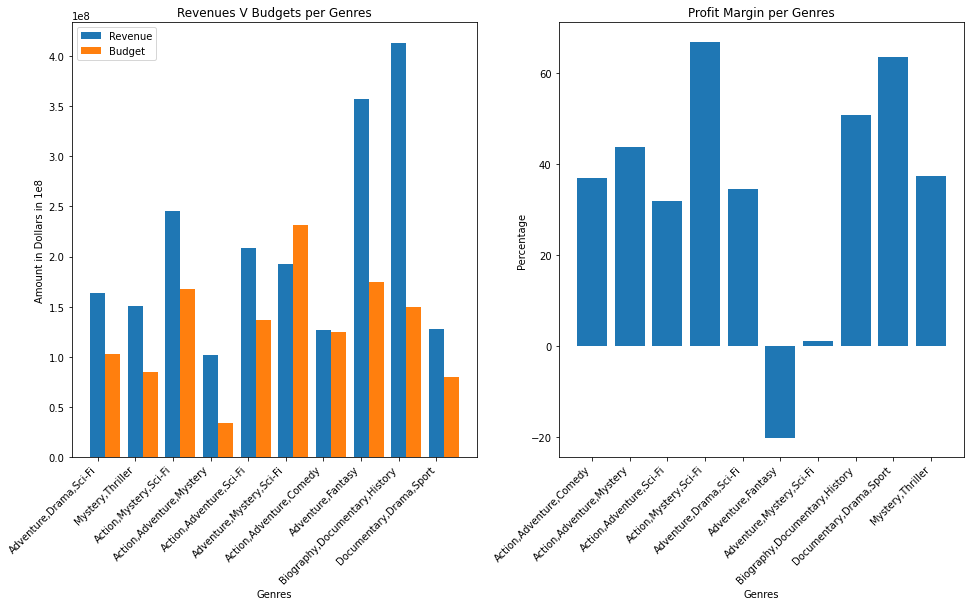 Revenues V Budgets per Genres
1e8
Revenue
Budget
4.0
3.5
3.0
2.5
2.0
1.5
1.0
0.5
0.0
Amount in Dollars in 1e8
Adventure,Drama,Sci-Fi
Mystery,Thriller
Action,Mystery,Sci-Fi
Action,Adventure,Mystery
Action,Adventure,Sci-Fi
Adventure,Mystery,Sci-Fi
Action,Adventure,Comedy
Adventure,Fantasy
Biography,Documentary,History
Documentary,Drama,Sport
Genres
Profit Margin per Genres
60
40
20
0
−20
Percentage
Action,Adventure,Comedy
Action,Adventure,Mystery
Action,Adventure,Sci-Fi
Action,Mystery,Sci-Fi
Adventure,Drama,Sci-Fi
Adventure,Fantasy
Adventure,Mystery,Sci-Fi
Biography,Documentary,History
Documentary,Drama,Sport
Mystery,Thriller
Genres